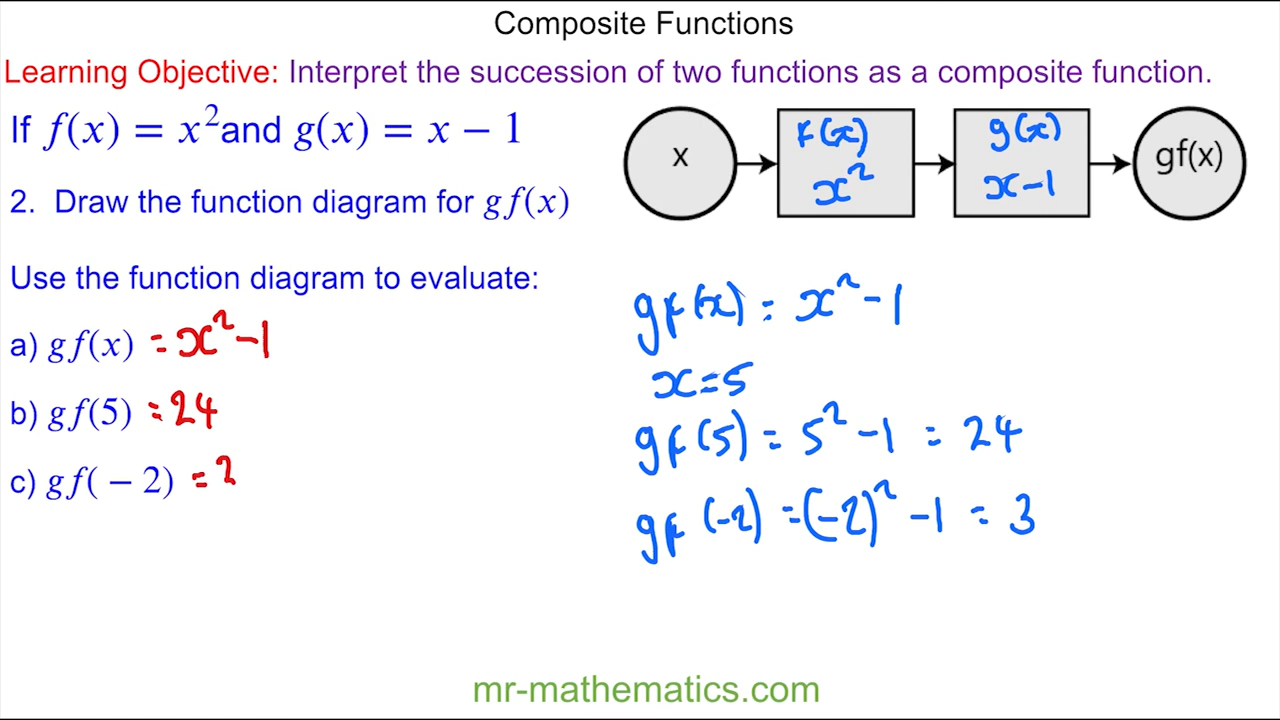 Composite Functions
Learning Objective: Interpret the succession of two functions as a composite function.
If f(x) = x² and g(x) = x − 1
2. Draw the function diagram for gf(x)
x
f(x)
x²
g(x)
x-1
gf(x)
Use the function diagram to evaluate:
a) gf(x) = x² -1
b) gf(5) = 24
c) gf( − 2) = 2
gf(x) = x² -1
x=5
gf(5) = 5² -1 = 24
gf(-2) = (-2)² -1 = 3
mr-mathematics.com